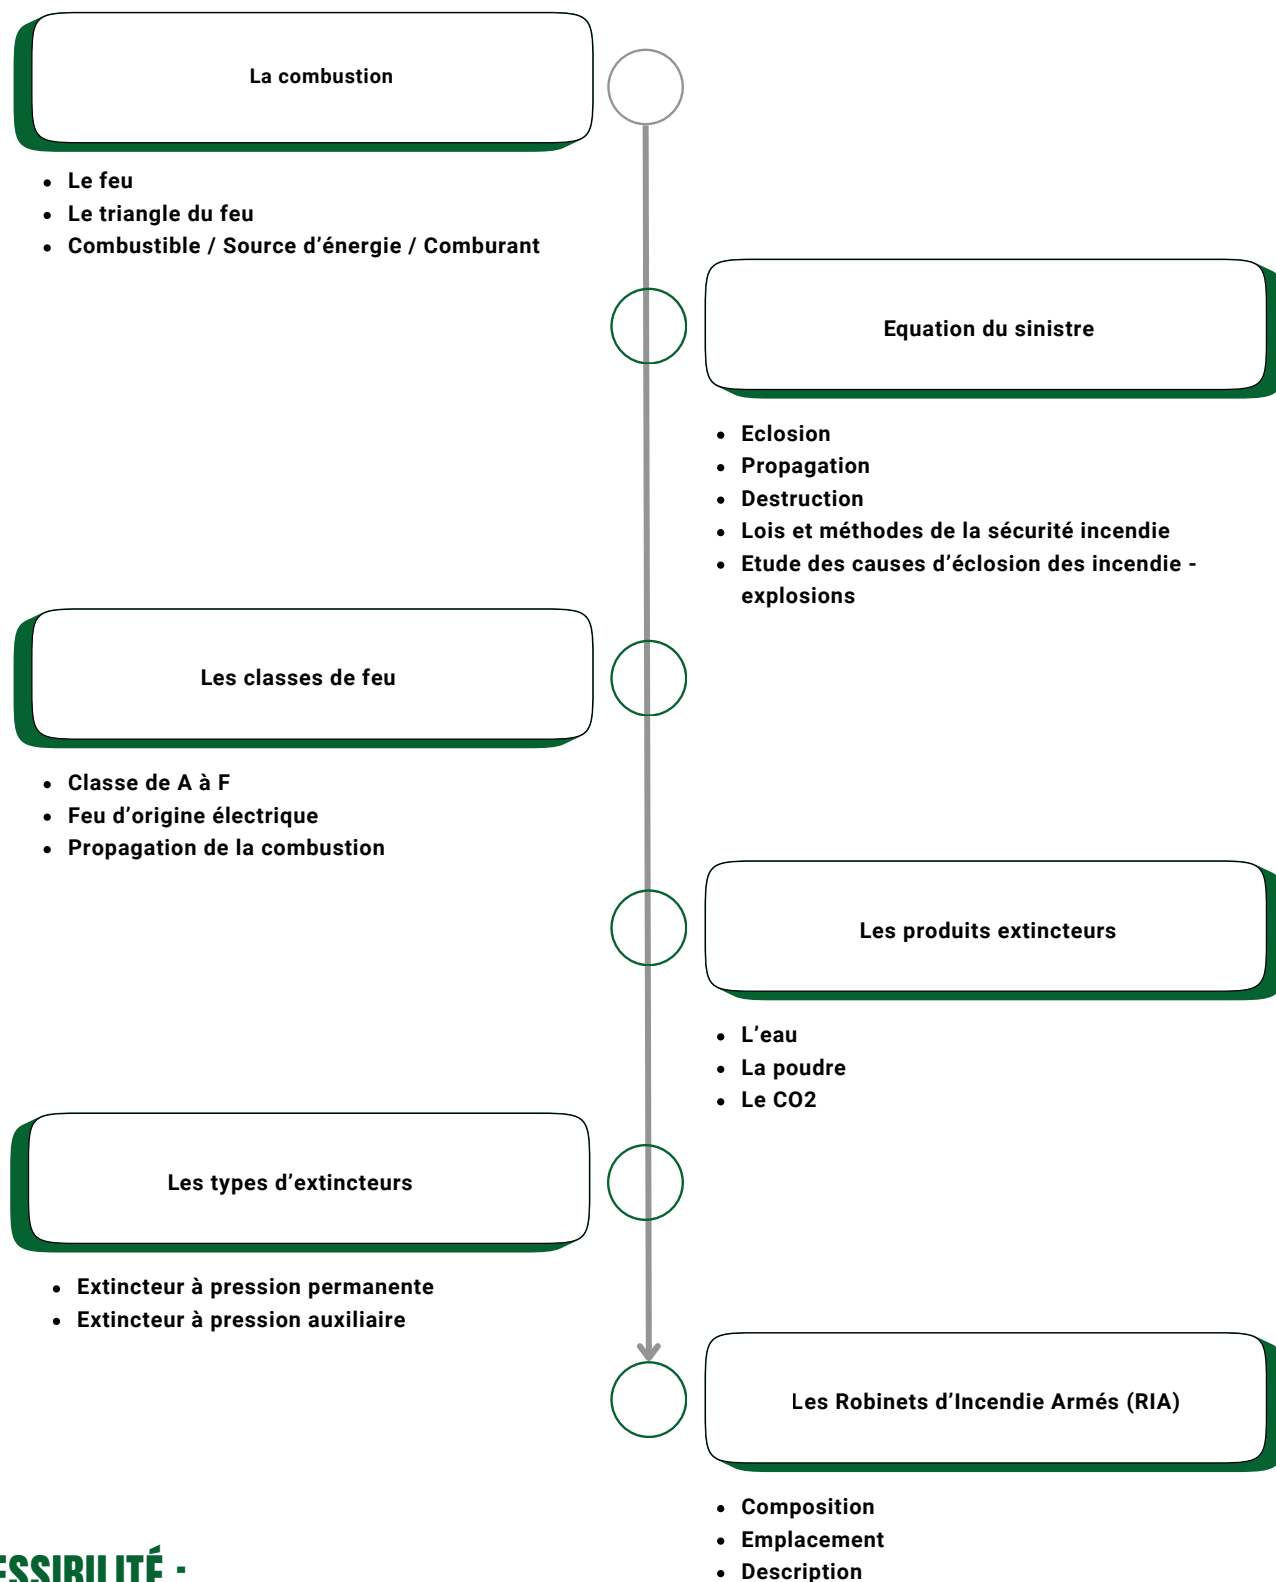 La combustion
Le feu
Le triangle du feu
Combustible / Source d'énergie / Comburant
Equation du sinistre
Eclosion
Propagation
Destruction
Lois et méthodes de la sécurité incendie
Etude des causes d'éclosion des incendie -
explosions
Les classes de feu
Classe de A à F
Feu d'origine électrique
Propagation de la combustion
Les produits extincteurs
L'eau
La poudre
Le CO2
Les types d'extincteurs
Extincteur à pression permanente
Extincteur à pression auxiliaire
Les Robinets d'Incendie Armés (RIA)
Composition
Emplacement
Description
ESSIBILITÉ :